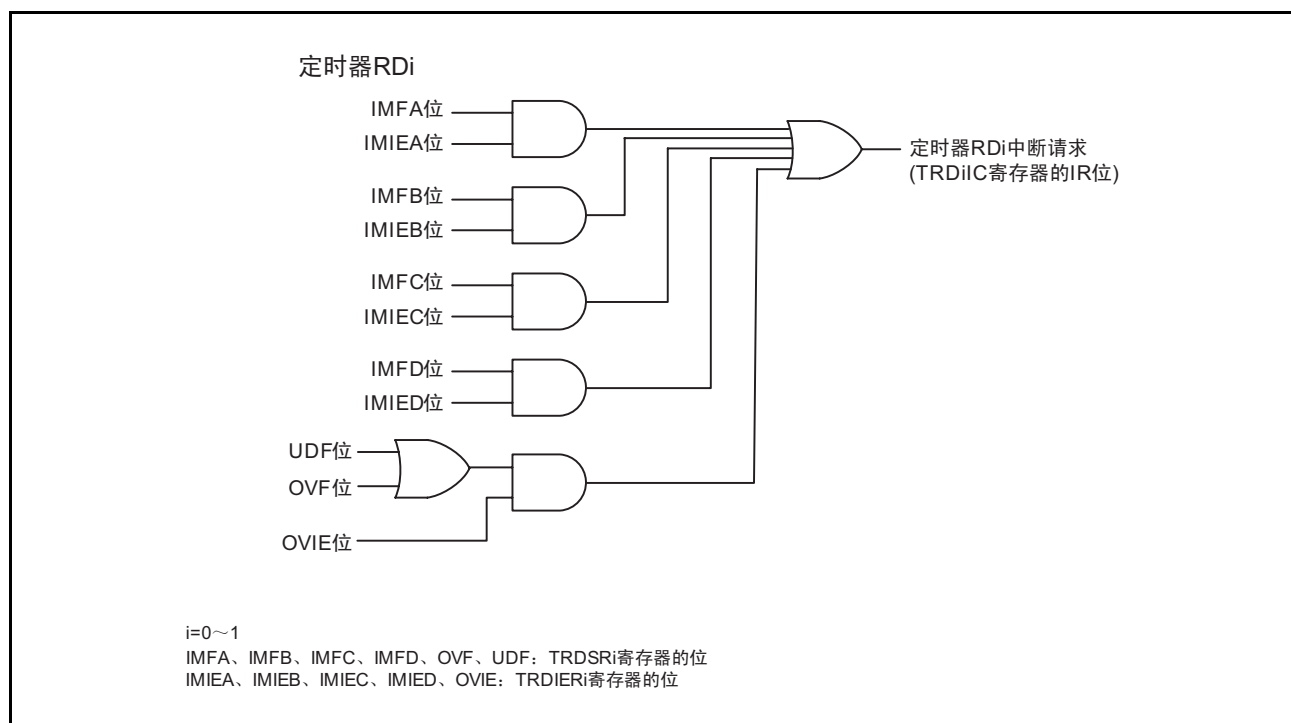 定时器RDi
IMFA位
IMIEA位
IMFB位
IMIEB位
IMFC位
IMIEC位
IMFD位
IMIED位
UDF位
OVF位
OVIE位
定时器RDi中断请求
(TRDiIC寄存器的IR位)
i=0～1
IMFA、IMFB、IMFC、IMFD、OVF、UDF：TRDSRi寄存器的位
IMIEA、IMIEB、IMIEC、IMIED、OVIE：TRDIERi寄存器的位